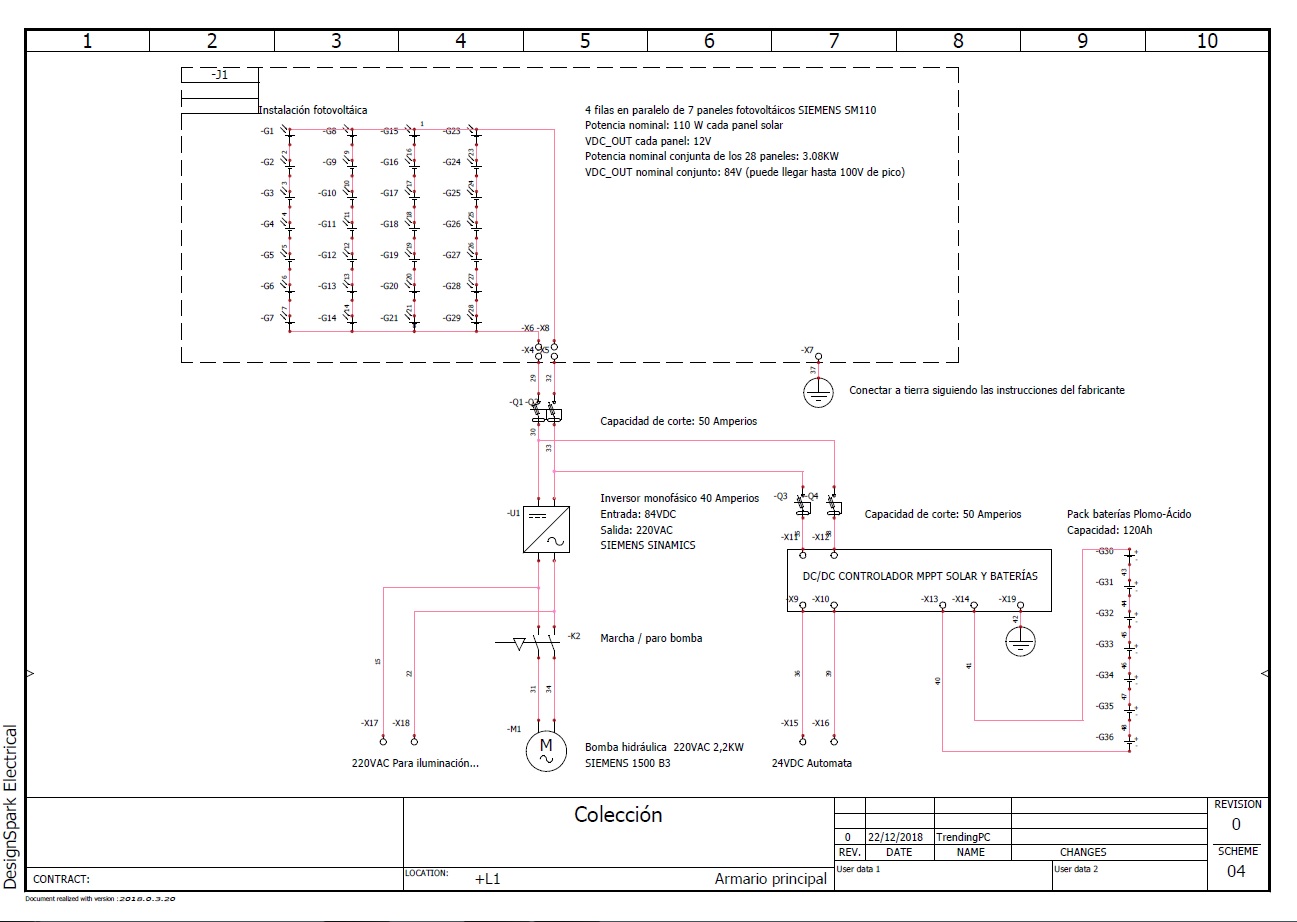 1 2 3 4 5 6 7 8 9 10
-J1
Instalación fotovoltáica
4 filas en paralelo de 7 paneles fotovoltáicos SIEMENS SM110
Potencia nominal: 110 W cada panel solar
VDC_OUT cada panel: 12V
Potencia nominal conjunta de los 28 paneles: 3.08KW
VDC_OUT nominal conjunto: 84V (puede llegar hasta 100V de pico)
1
-G1 -G8 -G15 -G23
2 9 16 23
-G2 -G9 -G16 -G24
3 10 17 24
-G3 -G10 -G17 -G25
4 11 18 25
-G4 -G11 -G18 -G26
5 12 19 26
-G5 -G12 -G19 -G27
6 13 20 27
-G6 -G13 -G20 -G28
7 14 21 28
-G7 -G14 -G21 -G29
-X6 -X8
-X4 -X5
-X7
29 32 37
Conectar a tierra siguiendo las instrucciones del fabricante
-Q1
Capacidad de corte: 50 Amperios
30 33
-U1
Inversor monofásico 40 Amperios
Entrada: 84VDC
Salida: 220VAC
SIEMENS SINAMICS
-Q3 -Q4
Capacidad de corte: 50 Amperios
Pack baterías Plomo-Ácido
Capacidad: 120Ah
-X11 -X12
DC/DC CONTROLADOR MPPT SOLAR Y BATERÍAS
-X9 -X10 -X13 -X14 -X19
42
-G30
43
-G31
44
-G32
45
-G33
46
-G34
47
-G35
48
-G36
-K2
Marcha / paro bomba
15 22 31 34 36 39 40 41
-X17 -X18
-M1
M
Bomba hidráulica 220VAC 2,2KW
SIEMENS 1500 B3
-X15 -X16
220VAC Para iluminación...
24VDC Automata
DesignSpark Electrical
Colección
REVISION
0
0 22/12/2018 TrendingPC
REV. DATE NAME CHANGES
SCHEME
04
CONTRACT:
LOCATION:
+L1
Armario principal
User data 1
User data 2
Document realized with version : 2018.0.3.20